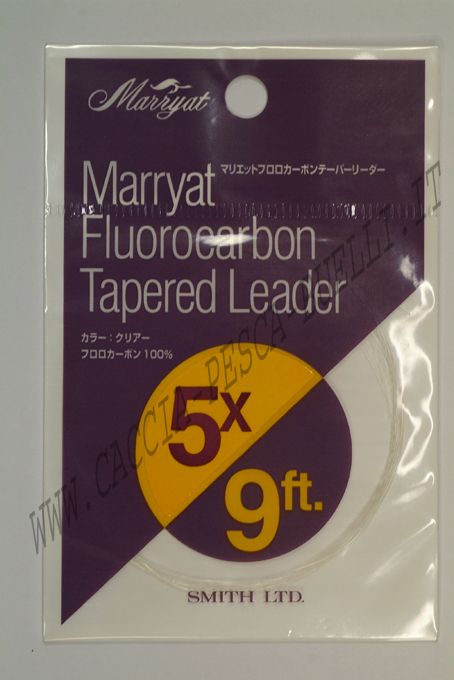 Marryat
Marryat マリエットフロロカーボンテーパーリーダー
Fluorocarbon
Tapered Leader
カラー：クリアー
フロロカーボン100%
5x
9ft.
SMITH LTD.
WWW.CACCIA-PESCA-ANELLI.IT